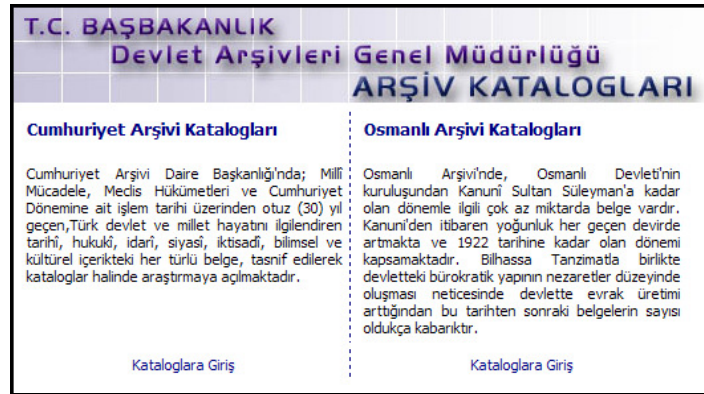 T.C. BAŞBAKANLIK
Devlet Arşivleri Genel Müdürlüğü
ARŞİV KATALOGLARI
Cumhuriyet Arşivi Katalogları
Cumhuriyet Arşivi Daire Başkanlığı'nda; Millî
Mücadele, Meclis Hükümetleri ve Cumhuriyet
Dönemine ait işlem tarihi üzerinden otuz (30) yıl
geçen,Türk devlet ve millet hayatını ilgilendiren
tarihî, hukukî, idarî, siyasî, iktisadî, bilimsel ve
kültürel içerikteki her türlü belge, tasnif edilerek
kataloglar halinde araştırmaya açılmaktadır.
Kataloglara Giriş
Osmanlı Arşivi Katalogları
Osmanlı Arşivi'nde, Osmanlı Devleti'nin
kuruluşundan Kanunî Sultan Süleyman'a kadar
olan dönemle ilgili çok az miktarda belge vardır.
Kanuni'den itibaren yoğunluk her geçen devirde
artmakta ve 1922 tarihine kadar olan dönemi
kapsamaktadır. Bilhassa Tanzimatla birlikte
devletteki bürokratik yapının nezaretler düzeyinde
oluşması neticesinde devlette evrak üretimi
arttığından bu tarihten sonraki belgelerin sayısı
oldukça kabarıktır.
Kataloglara Giriş